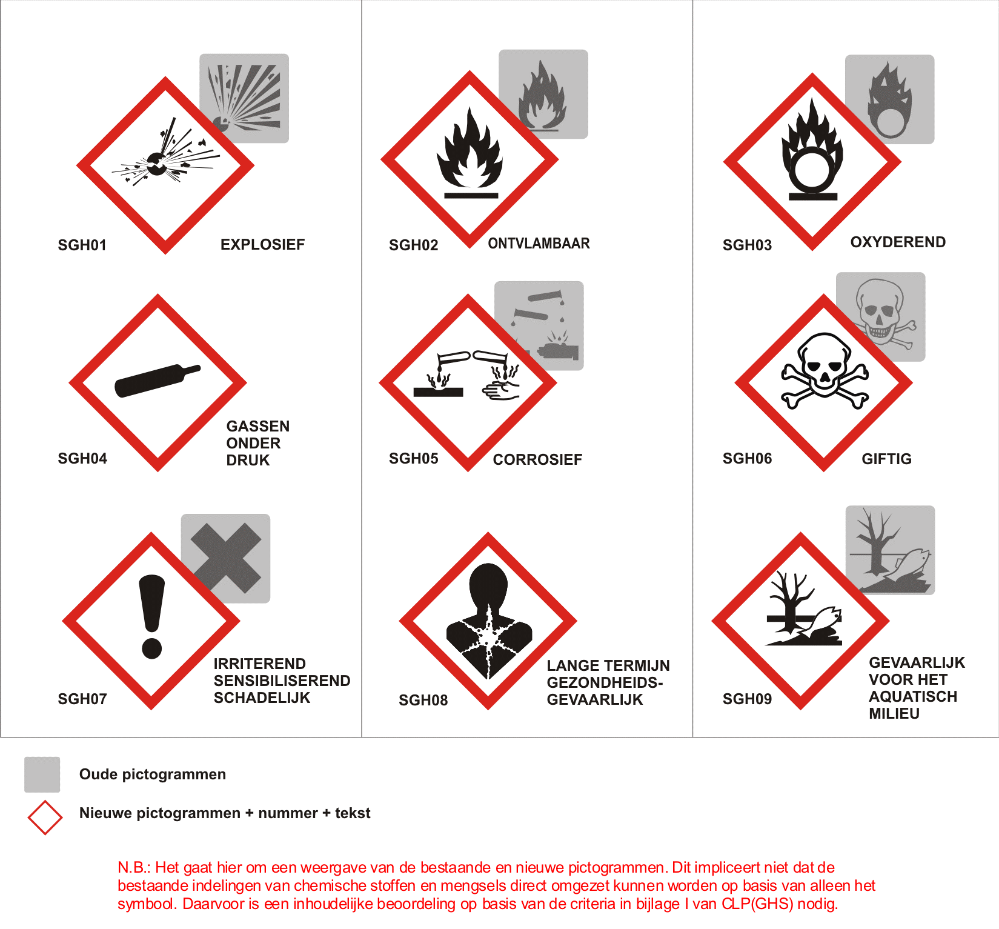 SGH01
EXPLOSIEF
SGH02
ONTVLAMBAAR
SGH03
OXYDEREND
SGH04
GASSEN
ONDER
DRUK
SGH05
CORROSIEF
SGH06
GIFTIG
SGH07
IRRITEREND
SENSIBILISEREND
SCHADELIJK
SGH08
LANGE TERMIJN
GEZONDHEIDS-
GEVAARLIJK
SGH09
GEVAARLIJK
VOOR HET
AQUATISCH
MILIEU
Oude pictogrammen
Nieuwe pictogrammen + nummer + tekst
N.B.: Het gaat hier om een weergave van de bestaande en nieuwe pictogrammen. Dit impliceert niet dat de
bestaande indelingen van chemische stoffen en mengsels direct omgezet kunnen worden op basis van alleen het
symbool. Daarvoor is een inhoudelijke beoordeling op basis van de criteria in bijlage I van CLP(GHS) nodig.